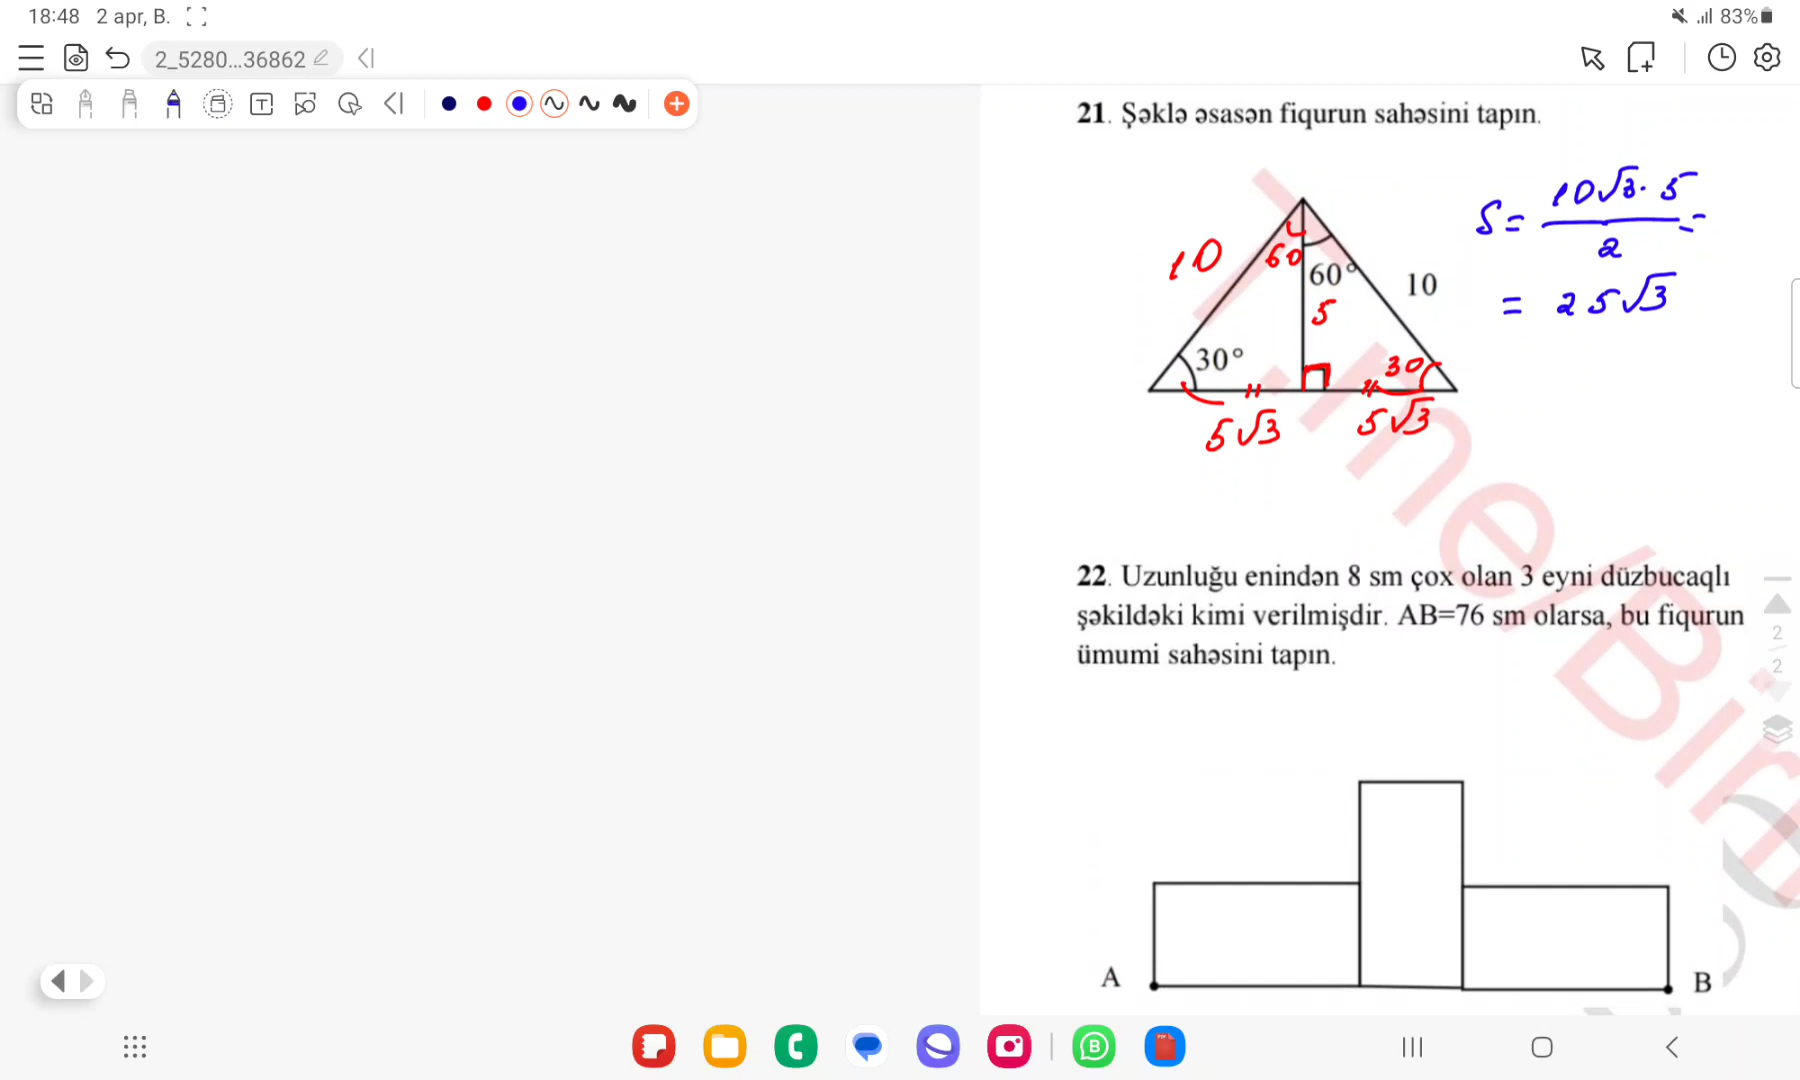 18:48 2 apr, B.
83%
2_5280...36862
21. Şəklə əsasən fiqurun sahəsini tapın.
10
60
60°
10
5
30°
30
5√3
5√3
S = 10√3 · 5 / 2 =
= 25√3
22. Uzunluğu enindən 8 sm çox olan 3 eyni düzbucaqlı
şəkildəki kimi verilmişdir. AB=76 sm olarsa, bu fiqurun
ümumi sahəsini tapın.
2
2
A
B
T.me/Bir